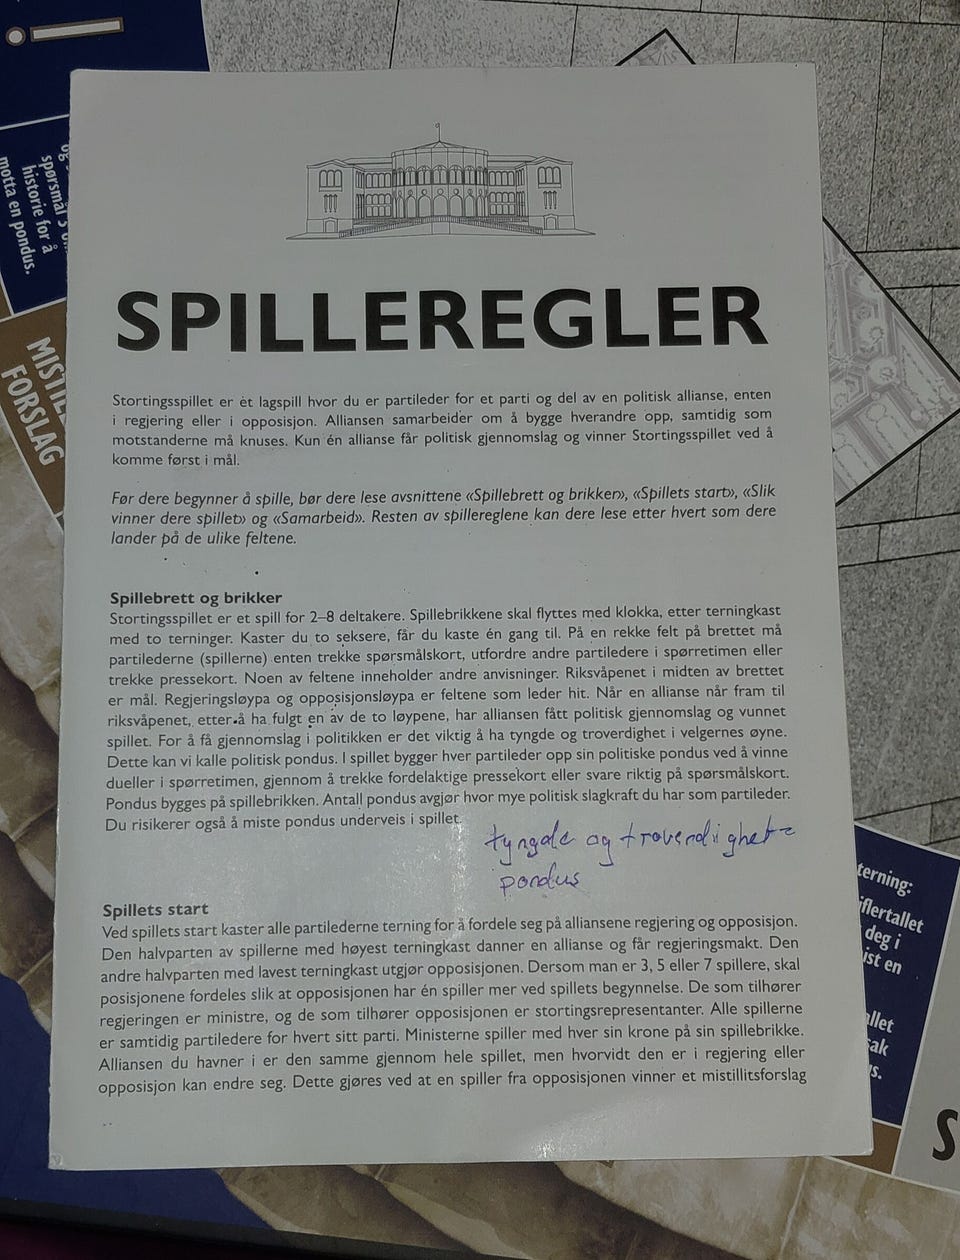 og
spørsmål
historie for å
motta en pondus.
FORSLAG
SPILLEREGLER
Stortingsspillet er et lagspill hvor du er partileder for et parti og del av en politisk allianse, enten
i regjering eller i opposisjon. Alliansen samarbeider om å bygge hverandre opp, samtidig som
motstanderne må knuses. Kun én allianse får politisk gjennomslag og vinner Stortingsspillet ved å
komme først i mål.
Før dere begynner å spille, bør dere lese avsnittene «Spillebrett og brikker», «Spillets start», «Slik
vinner dere spillet» og «Samarbeid». Resten av spillereglene kan dere lese etter hvert som dere
lander på de ulike feltene.
Spillebrett og brikker
Stortingsspillet er et spill for 2–8 deltakere. Spillebrikkene skal flyttes med klokka, etter terningkast
med to terninger. Kaster du to seksere, får du kaste én gang til. På en rekke felt på brettet må
partilederne (spillerne) enten trekke spørsmålskort, utfordre andre partiledere i spørretimen eller
trekke pressekort. Noen av feltene inneholder andre anvisninger. Riksvåpenet i midten av brettet
er mål. Regjeringsløypa og opposisjonsløypa er feltene som leder hit. Når en allianse når fram til
riksvåpenet, etter å ha fulgt en av de to løypene, har alliansen fått politisk gjennomslag og vunnet
spillet. For å få gjennomslag i politikken er det viktig å ha tyngde og troverdighet i velgernes øyne.
Dette kan vi kalle politisk pondus. I spillet bygger hver partileder opp sin politiske pondus ved å vinne
dueller i spørretimen, gjennom å trekke fordelaktige pressekort eller svare riktig på spørsmålskort.
Pondus bygges på spillebrikken. Antall pondus avgjør hvor mye politisk slagkraft du har som partileder.
Du risikerer også å miste pondus underveis i spillet.
tyngde og troverdighet =
pondus
Spillets start
Ved spillets start kaster alle partilederne terning for å fordele seg på alliansene regjering og opposisjon.
Den halvparten av spillerne med høyest terningkast danner en allianse og får regjeringsmakt. Den
andre halvparten med lavest terningkast utgjør opposisjonen. Dersom man er 3, 5 eller 7 spillere, skal
posisjonene fordeles slik at opposisjonen har én spiller mer ved spillets begynnelse. De som tilhører
regjeringen er ministre, og de som tilhører opposisjonen er stortingsrepresentanter. Alle spillerne
er samtidig partiledere for hvert sitt parti. Ministerne spiller med hver sin krone på sin spillebrikke.
Alliansen du havner i er den samme gjennom hele spillet, men hvorvidt den er i regjering eller
opposisjon kan endre seg. Dette gjøres ved at en spiller fra opposisjonen vinner et mistillitsforslag
terning:
flertallet
deg i
ist en
allet
sak
s.
S